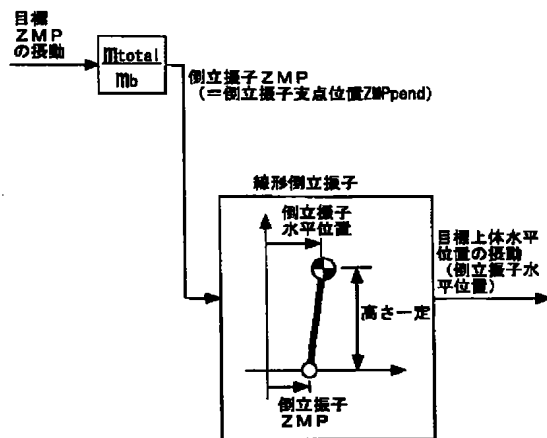 目標
ZMP
の摂動
mtotal
mb
倒立振子ZMP
(=倒立振子支点位置ZMPpend)
線形倒立振子
倒立振子
水平位置
高さ一定
倒立振子
ZMP
目標上体水平
位置の摂動
(倒立振子水
平位置)